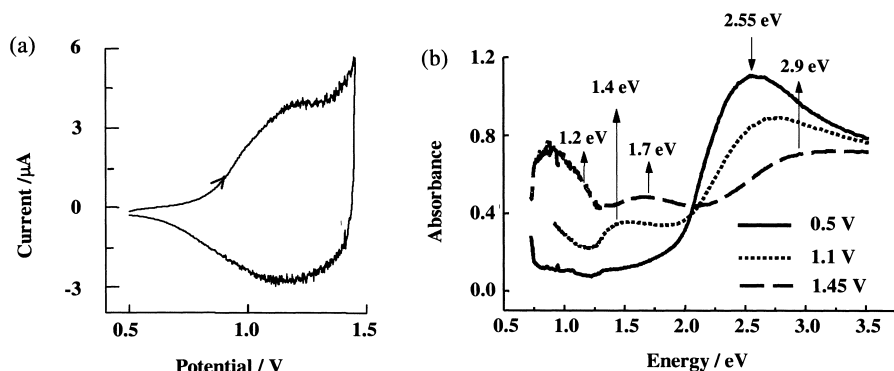 (a)
6
3
0
-3
Current /μA
0.5
1.0
1.5
Potential / V
(b)
2.55 eV
2.9 eV
1.4 eV
1.2 eV
1.7 eV
1.2
0.8
0.4
0.0
Absorbance
0.5 V
1.1 V
1.45 V
0.5
1.0
1.5
2.0
2.5
3.0
3.5
Energy / eV